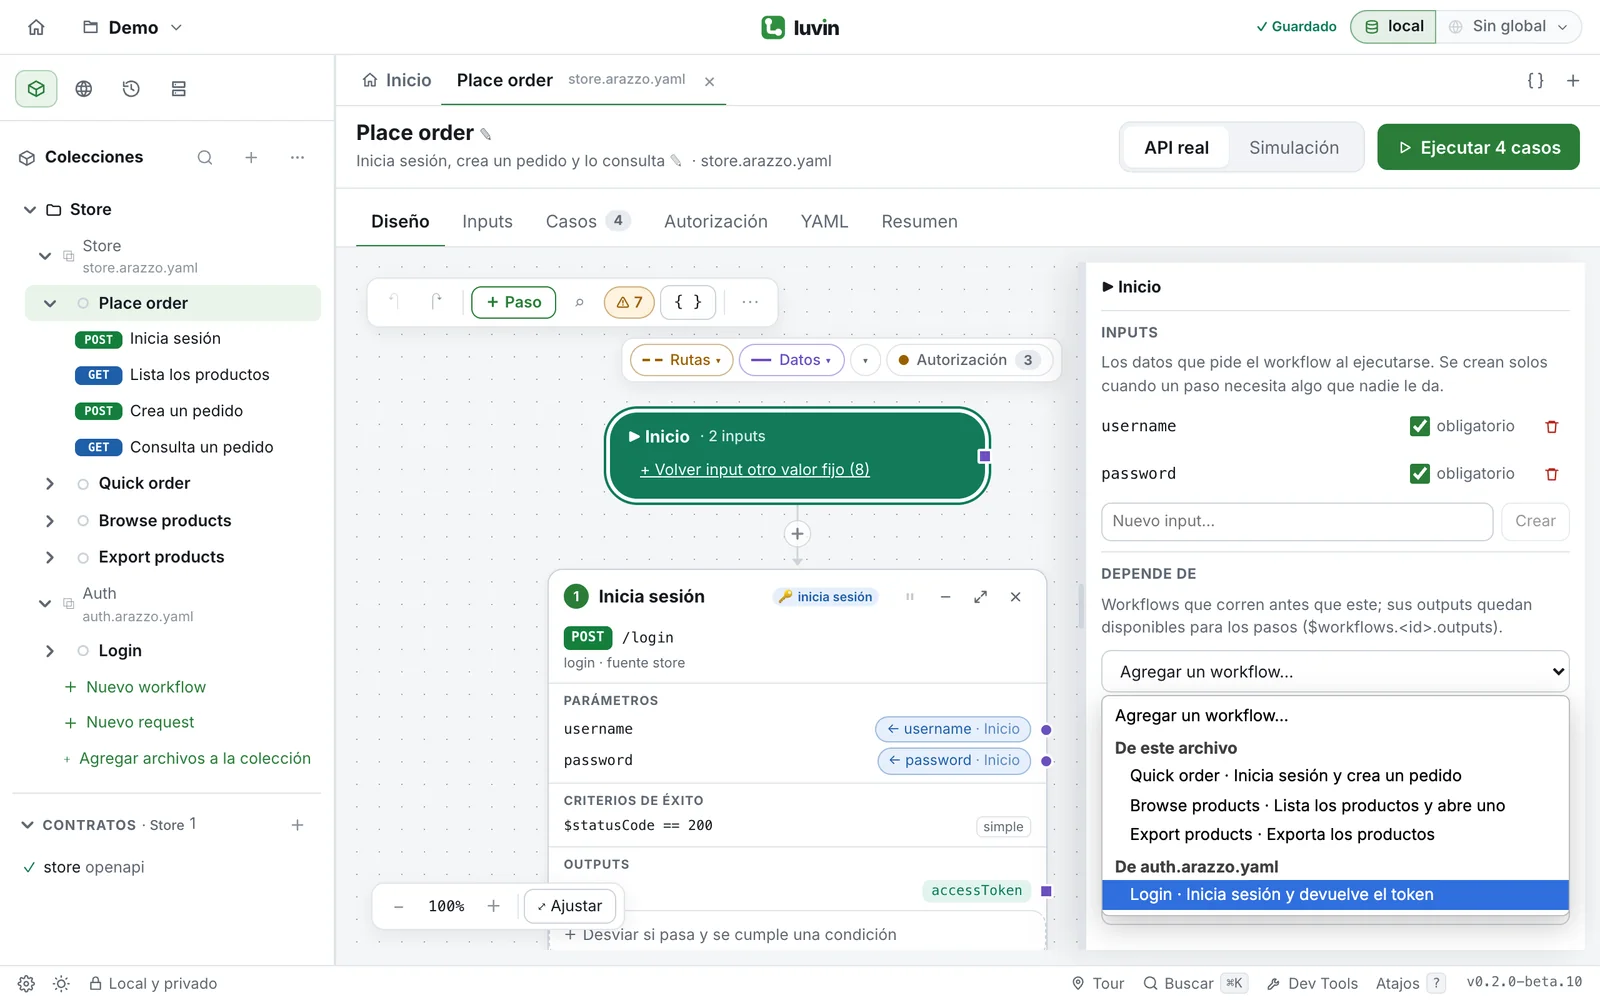 Demo
luvin
Guardado
local
Sin global
Inicio
Place order
store.arazzo.yaml
Colecciones
Store
Store
store.arazzo.yaml
Place order
POST Inicia sesión
GET Lista los productos
POST Crea un pedido
GET Consulta un pedido
Quick order
Browse products
Export products
Auth
auth.arazzo.yaml
Login
+ Nuevo workflow
+ Nuevo request
+ Agregar archivos a la colección
CONTRATOS · Store 1
store openapi
Place order
Inicia sesión, crea un pedido y lo consulta · store.arazzo.yaml
API real
Simulación
Ejecutar 4 casos
Diseño
Inputs
Casos 4
Autorización
YAML
Resumen
+ Paso
7
{ }
...
Rutas
Datos
Autorización 3
Inicio · 2 inputs
+ Volver input otro valor fijo (8)
1 Inicia sesión
inicia sesión
POST /login
login · fuente store
PARÁMETROS
username
← username · Inicio
password
← password · Inicio
CRITERIOS DE ÉXITO
$statusCode == 200
simple
OUTPUTS
accessToken
+ Desviar si pasa y se cumple una condición
− 100% +
Ajustar
Inicio
INPUTS
Los datos que pide el workflow al ejecutarse. Se crean solos
cuando un paso necesita algo que nadie le da.
username
obligatorio
password
obligatorio
Nuevo input...
Crear
DEPENDE DE
Workflows que corren antes que este; sus outputs quedan
disponibles para los pasos ($workflows.<id>.outputs).
Agregar un workflow...
Agregar un workflow...
De este archivo
Quick order · Inicia sesión y crea un pedido
Browse products · Lista los productos y abre uno
Export products · Exporta los productos
De auth.arazzo.yaml
Login · Inicia sesión y devuelve el token
Local y privado
Tour
Buscar ⌘K
Dev Tools
Atajos ?
v0.2.0-beta.10